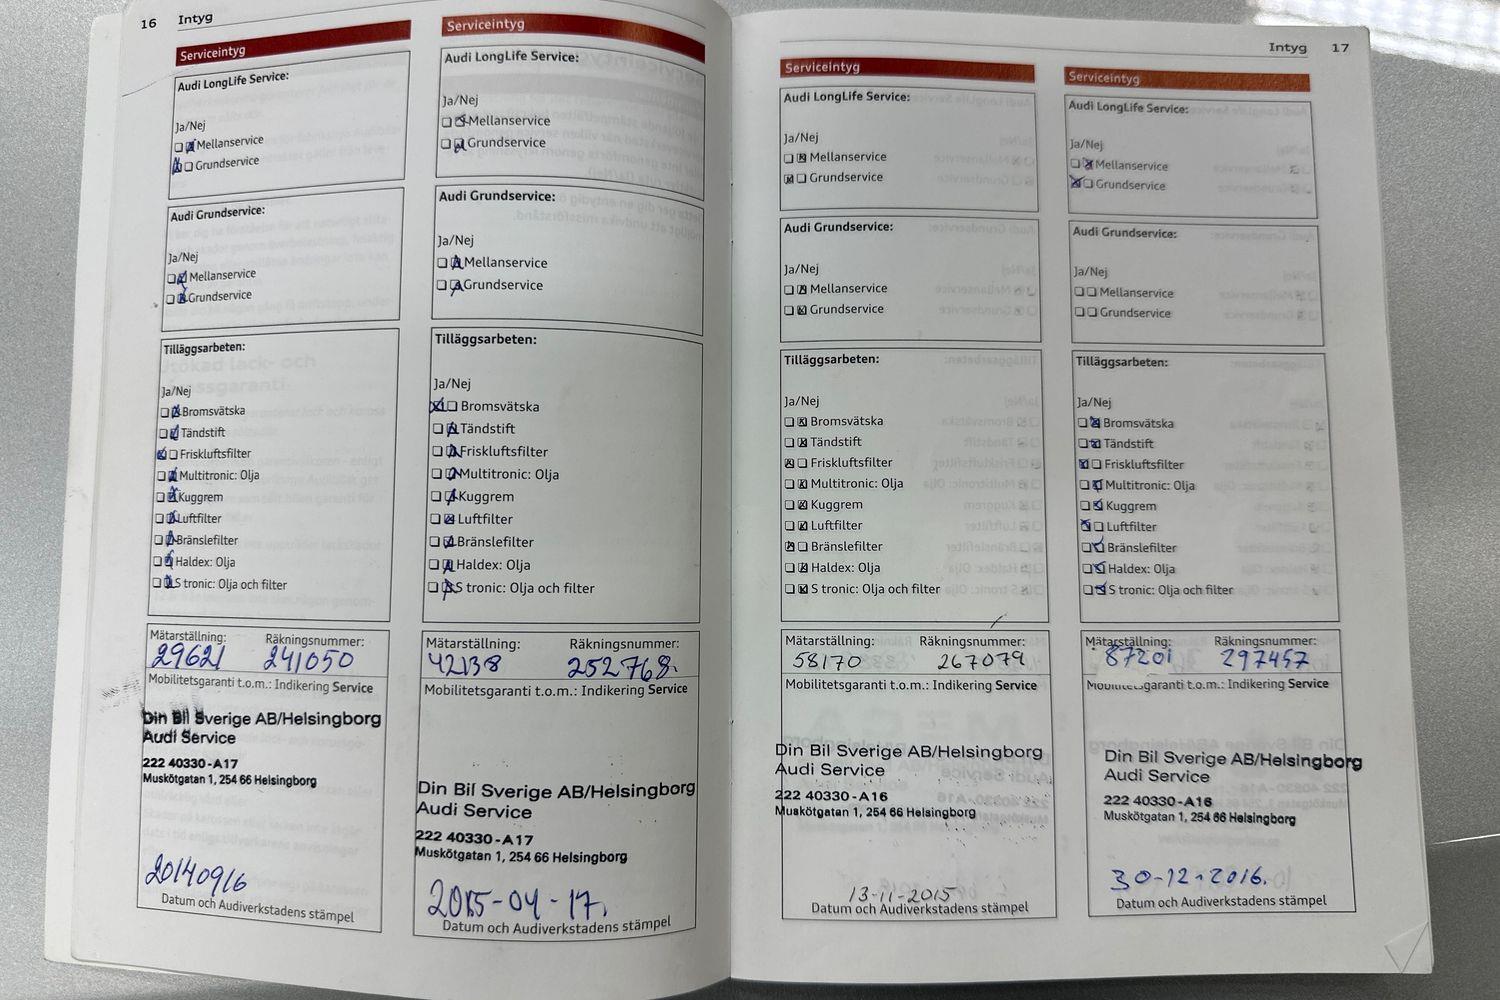 16 Intyg
Serviceintyg
Audi LongLife Service:
Ja/Nej
Mellanservice
Grundservice
Audi Grundservice:
Ja/Nej
Mellanservice
Grundservice
Tilläggsarbeten:
Ja/Nej
Bromsvätska
Tändstift
Friskluftsfilter
Multitronic: Olja
Kuggrem
Luftfilter
Bränslefilter
Haldex: Olja
S tronic: Olja och filter
Mätarställning: Räkningsnummer:
29621 241050
Mobilitetsgaranti t.o.m.: Indikering Service
Din Bil Sverige AB/Helsingborg
Audi Service
222 40330-A17
Muskötgatan 1, 254 66 Helsingborg
20140916
Datum och Audiverkstadens stämpel
Serviceintyg
Audi LongLife Service:
Ja/Nej
Mellanservice
Grundservice
Audi Grundservice:
Ja/Nej
Mellanservice
Grundservice
Tilläggsarbeten:
Ja/Nej
Bromsvätska
Tändstift
Friskluftsfilter
Multitronic: Olja
Kuggrem
Luftfilter
Bränslefilter
Haldex: Olja
S tronic: Olja och filter
Mätarställning: Räkningsnummer:
42138 252768.
Mobilitetsgaranti t.o.m.: Indikering Service
Din Bil Sverige AB/Helsingborg
Audi Service
222 40330-A17
Muskötgatan 1, 254 66 Helsingborg
2015-04-17.
Datum och Audiverkstadens stämpel
Intyg 17
Serviceintyg
Audi LongLife Service:
Ja/Nej
Mellanservice
Grundservice
Audi Grundservice:
Ja/Nej
Mellanservice
Grundservice
Tilläggsarbeten:
Ja/Nej
Bromsvätska
Tändstift
Friskluftsfilter
Multitronic: Olja
Kuggrem
Luftfilter
Bränslefilter
Haldex: Olja
S tronic: Olja och filter
Mätarställning: Räkningsnummer:
58170 267079
Mobilitetsgaranti t.o.m.: Indikering Service
Din Bil Sverige AB/Helsingborg
Audi Service
222 40330-A16
Muskötgatan 1, 254 66 Helsingborg
13-11-2015
Datum och Audiverkstadens stämpel
Serviceintyg
Audi LongLife Service:
Ja/Nej
Mellanservice
Grundservice
Audi Grundservice:
Ja/Nej
Mellanservice
Grundservice
Tilläggsarbeten:
Ja/Nej
Bromsvätska
Tändstift
Friskluftsfilter
Multitronic: Olja
Kuggrem
Luftfilter
Bränslefilter
Haldex: Olja
S tronic: Olja och filter
Mätarställning: Räkningsnummer:
87201 297457
Mobilitetsgaranti t.o.m.: Indikering Service
Din Bil Sverige AB/Helsingborg
Audi Service
222 40330-A16
Muskötgatan 1, 254 66 Helsingborg
30-12-2016.
Datum och Audiverkstadens stämpel